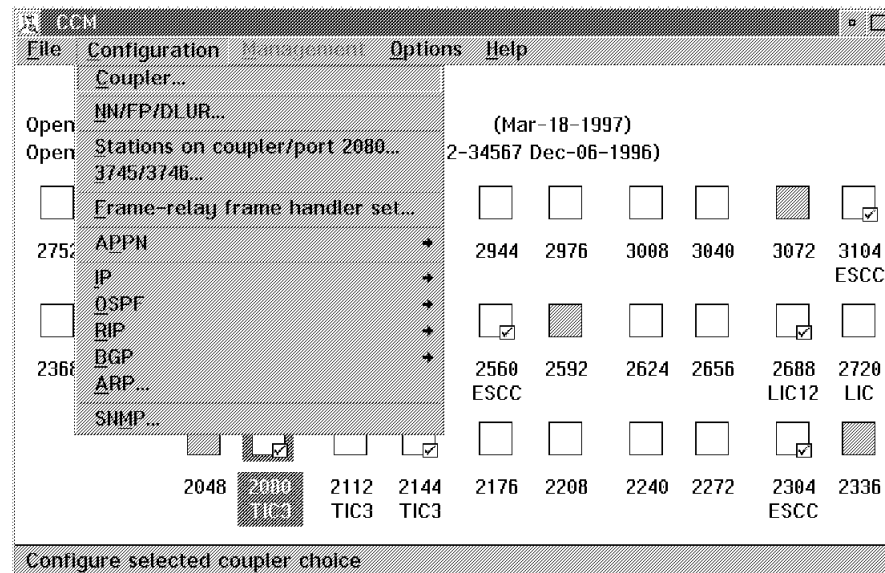 CCM
File Configuration Management Options Help
Coupler...
NN/FP/DLUR...
Open (Mar-18-1997)
Stations on coupler/port 2080...
Open 2-34567 Dec-06-1996)
3745/3746...
Frame-relay frame handler set...
APPN
2752 2944 2976 3008 3040 3072 3104
ESCC
IP
OSPF
RIP
BGP
2368 2560 2592 2624 2656 2688 2720
ARP...
ESCC LIC12 LIC
SNMP...
2048 2080 2112 2144 2176 2208 2240 2272 2304 2336
TIC3 TIC3 TIC3 ESCC
Configure selected coupler choice